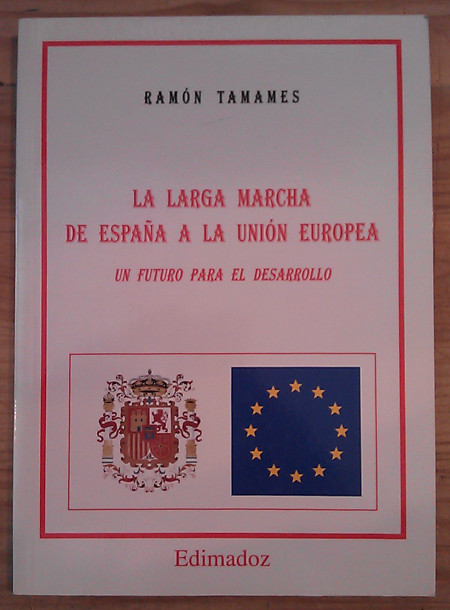 RAMÓN TAMAMES
LA LARGA MARCHA
DE ESPAÑA A LA UNIÓN EUROPEA
UN FUTURO PARA EL DESARROLLO
Edimadoz